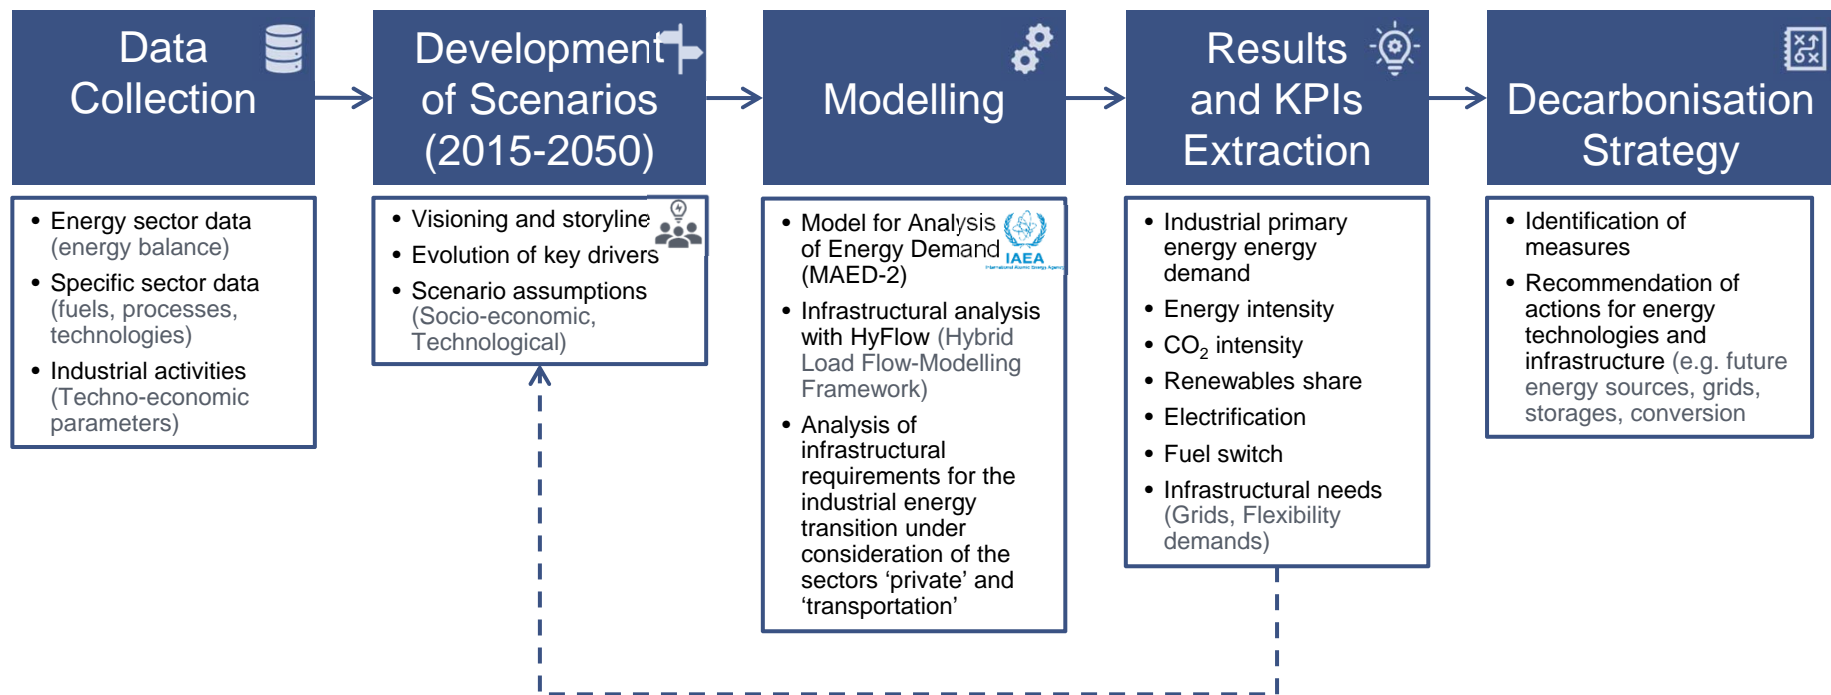 Data
Collection
Development
of Scenarios
(2015-2050)
Modelling
Results
and KPIs
Extraction
Decarbonisation
Strategy
• Energy sector data
(energy balance)
• Specific sector data
(fuels, processes,
technologies)
• Industrial activities
(Techno-economic
parameters)
• Visioning and storyline
• Evolution of key drivers
• Scenario assumptions
(Socio-economic,
Technological)
• Model for Analysis
of Energy Demand
(MAED-2)
IAEA
International Atomic Energy Agency
• Infrastructural analysis
with HyFlow (Hybrid
Load Flow-Modelling
Framework)
• Analysis of
infrastructural
requirements for the
industrial energy
transition under
consideration of the
sectors ‘private’ and
‘transportation’
• Industrial primary
energy energy
demand
• Energy intensity
• CO₂ intensity
• Renewables share
• Electrification
• Fuel switch
• Infrastructural needs
(Grids, Flexibility
demands)
• Identification of
measures
• Recommendation of
actions for energy
technologies and
infrastructure (e.g. future
energy sources, grids,
storages, conversion